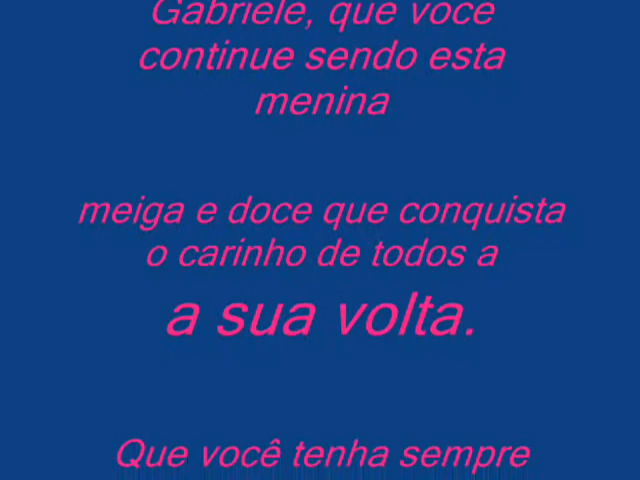 Gabriele, que você
continue sendo esta
menina
meiga e doce que conquista
o carinho de todos a
a sua volta.
Que você tenha sempre